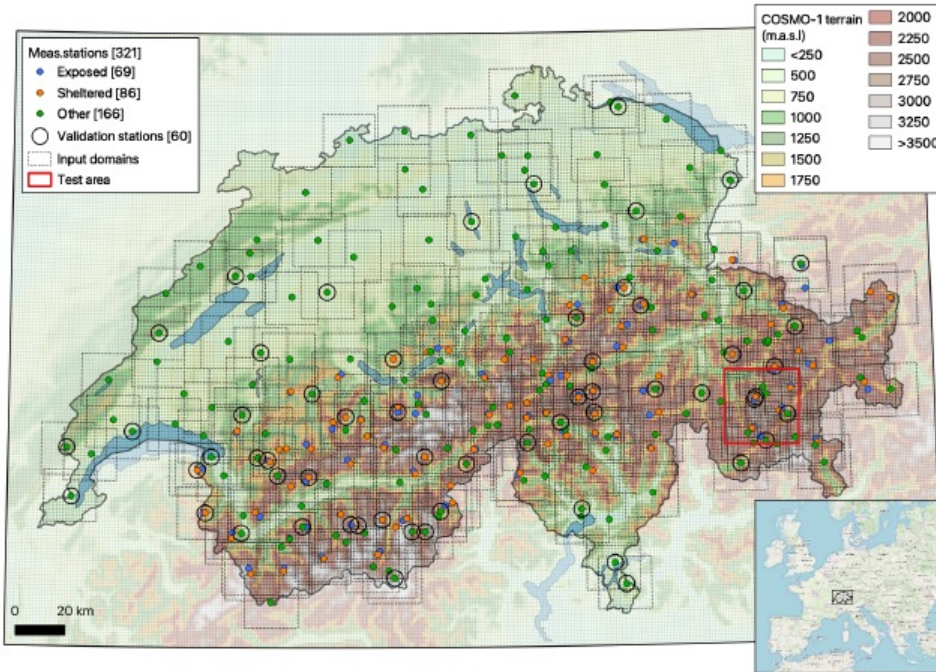 Meas.stations [321]
Exposed [69]
Sheltered [86]
Other [166]
Validation stations [60]
Input domains
Test area
COSMO-1 terrain
(m.a.s.l)
<250
500
750
1000
1250
1500
1750
2000
2250
2500
2750
3000
3250
>3500
0 20 km